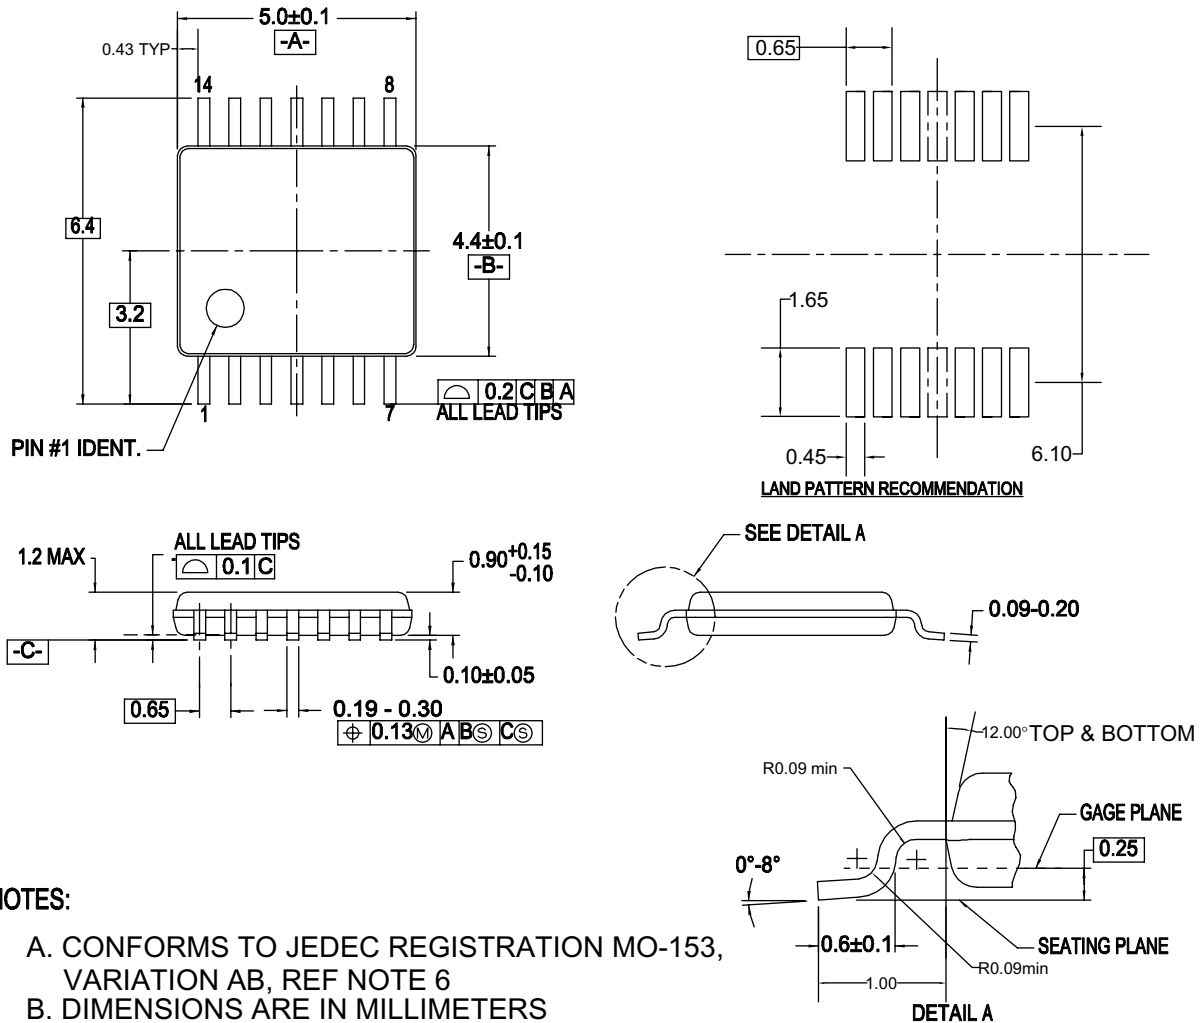 5.0±0.1
-A-
0.43 TYP
14
8
6.4
3.2
4.4±0.1
-B-
0.2 C B A
ALL LEAD TIPS
1
7
PIN #1 IDENT.
0.65
1.65
0.45
6.10
LAND PATTERN RECOMMENDATION
1.2 MAX
ALL LEAD TIPS
0.1 C
0.90+0.15
-0.10
-C-
0.10±0.05
0.65
0.19 - 0.30
⌖ 0.13Ⓜ A BⓈ CⓈ
SEE DETAIL A
0.09-0.20
12.00° TOP & BOTTOM
R0.09 min
GAGE PLANE
0.25
0°-8°
0.6±0.1
SEATING PLANE
R0.09min
1.00
DETAIL A
NOTES:
A. CONFORMS TO JEDEC REGISTRATION MO-153,
VARIATION AB, REF NOTE 6
B. DIMENSIONS ARE IN MILLIMETERS